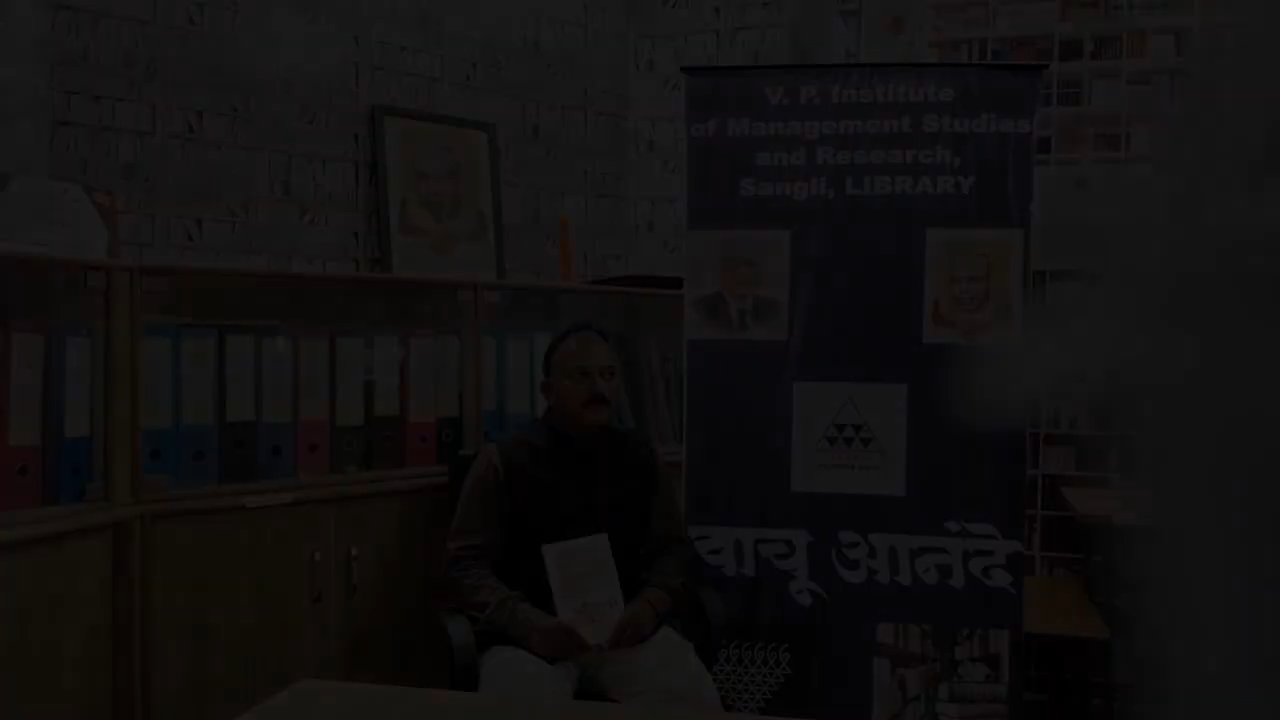 V. P. Institute
of Management Studies
and Research,
Sangli, LIBRARY
वाचू आनंदे